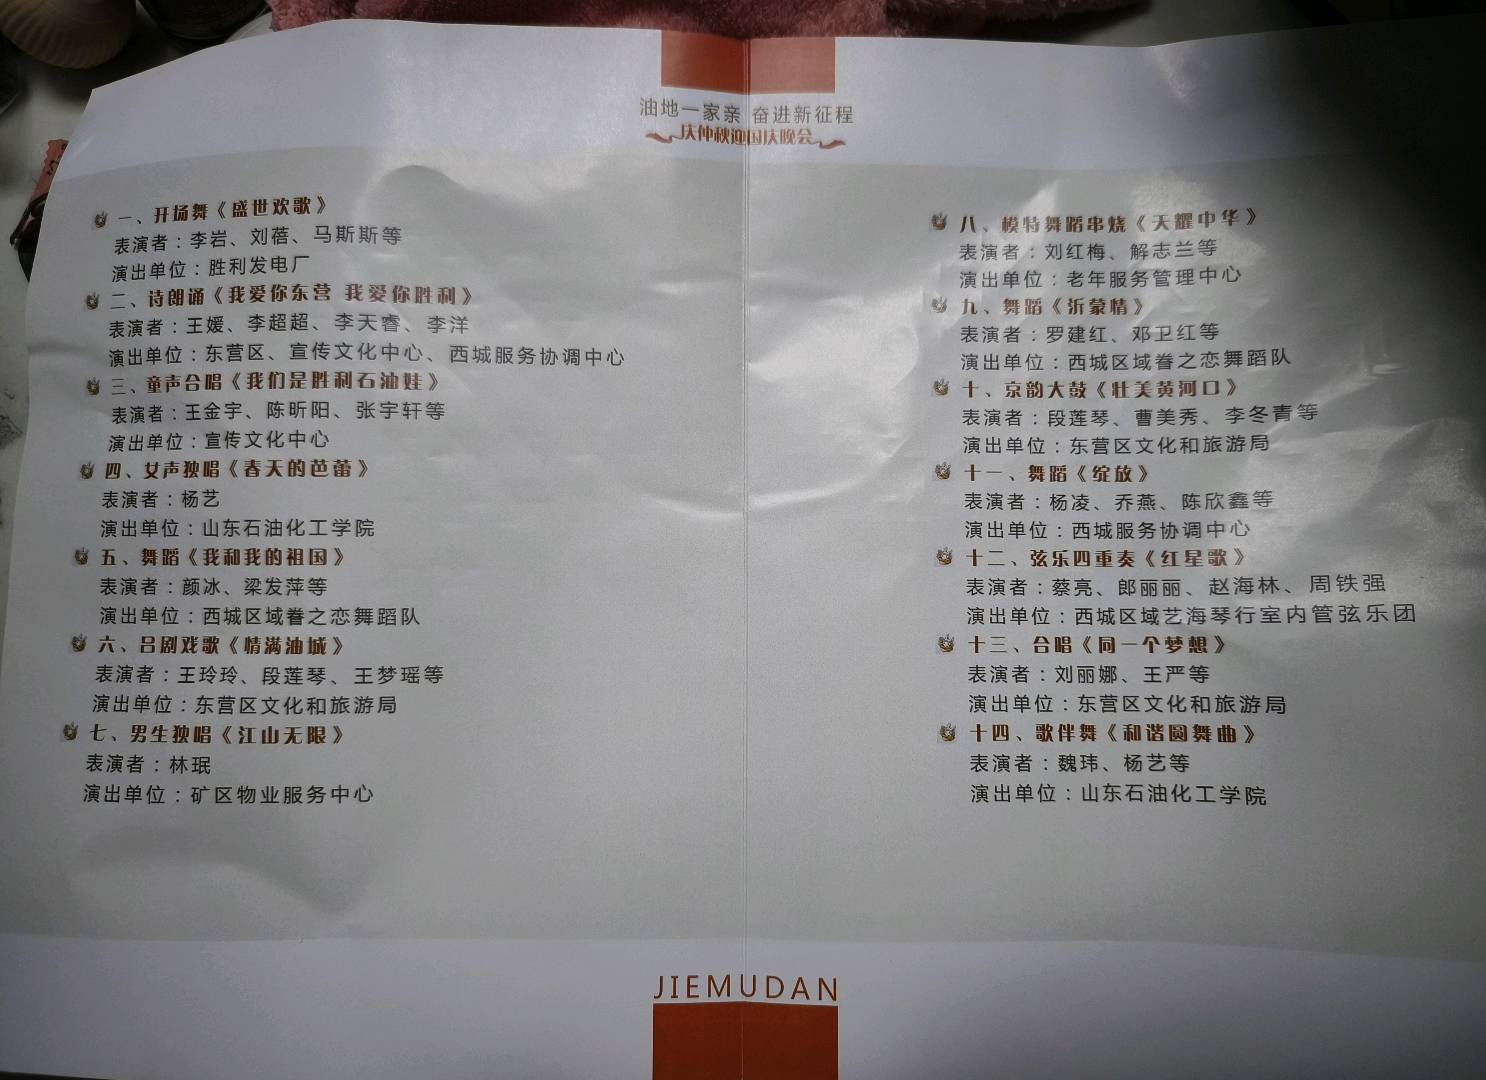 油地一家亲 奋进新征程
庆仲秋迎国庆晚会
一、开场舞《盛世欢歌》
表演者：李岩、刘蓓、马斯斯等
演出单位：胜利发电厂
二、诗朗诵《我爱你东营 我爱你胜利》
表演者：王媛、李超超、李天睿、李洋
演出单位：东营区、宣传文化中心、西城服务协调中心
三、童声合唱《我们是胜利石油娃》
表演者：王金宇、陈昕阳、张宇轩等
演出单位：宣传文化中心
四、女声独唱《春天的芭蕾》
表演者：杨艺
演出单位：山东石油化工学院
五、舞蹈《我和我的祖国》
表演者：颜冰、梁发萍等
演出单位：西城区域眷之恋舞蹈队
六、吕剧戏歌《情满油城》
表演者：王玲玲、段莲琴、王梦瑶等
演出单位：东营区文化和旅游局
七、男生独唱《江山无限》
表演者：林珉
演出单位：矿区物业服务中心
八、模特舞蹈串烧《天耀中华》
表演者：刘红梅、解志兰等
演出单位：老年服务管理中心
九、舞蹈《沂蒙情》
表演者：罗建红、邓卫红等
演出单位：西城区域眷之恋舞蹈队
十、京韵大鼓《壮美黄河口》
表演者：段莲琴、曹美秀、李冬青等
演出单位：东营区文化和旅游局
十一、舞蹈《绽放》
表演者：杨凌、乔燕、陈欣鑫等
演出单位：西城服务协调中心
十二、弦乐四重奏《红星歌》
表演者：蔡亮、郎丽丽、赵海林、周铁强
演出单位：西城区域艺海琴行室内管弦乐团
十三、合唱《同一个梦想》
表演者：刘丽娜、王严等
演出单位：东营区文化和旅游局
十四、歌伴舞《和谐圆舞曲》
表演者：魏玮、杨艺等
演出单位：山东石油化工学院
JIEMUDAN